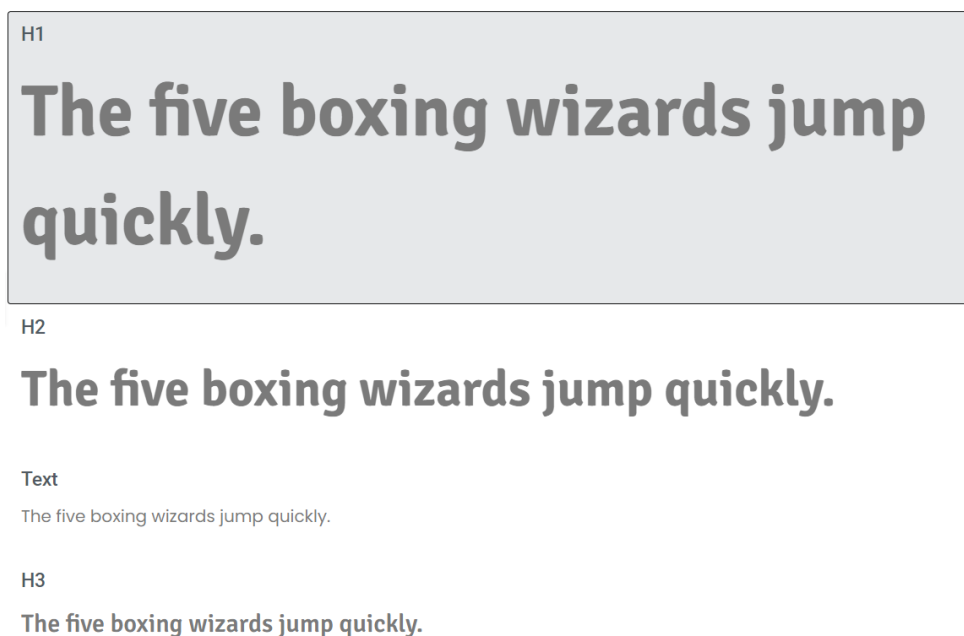 H1
The five boxing wizards jump
quickly.
H2
The five boxing wizards jump quickly.
Text
The five boxing wizards jump quickly.
H3
The five boxing wizards jump quickly.